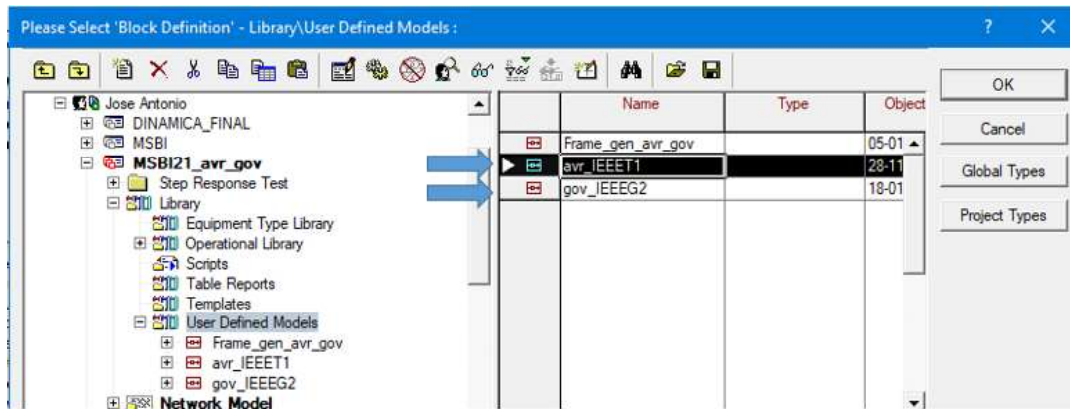 Please Select 'Block Definition' - Library\User Defined Models :
? 
OK
Cancel
Global Types
Project Types
Jose Antonio
DINAMICA_FINAL
MSBI
MSBI21_avr_gov
Step Response Test
Library
Equipment Type Library
Operational Library
Scripts
Table Reports
Templates
User Defined Models
Frame_gen_avr_gov
avr_IEEET1
gov_IEEEG2
Network Model
Name Type Object
Frame_gen_avr_gov 05-01
avr_IEEET1 28-11
gov_IEEEG2 18-01